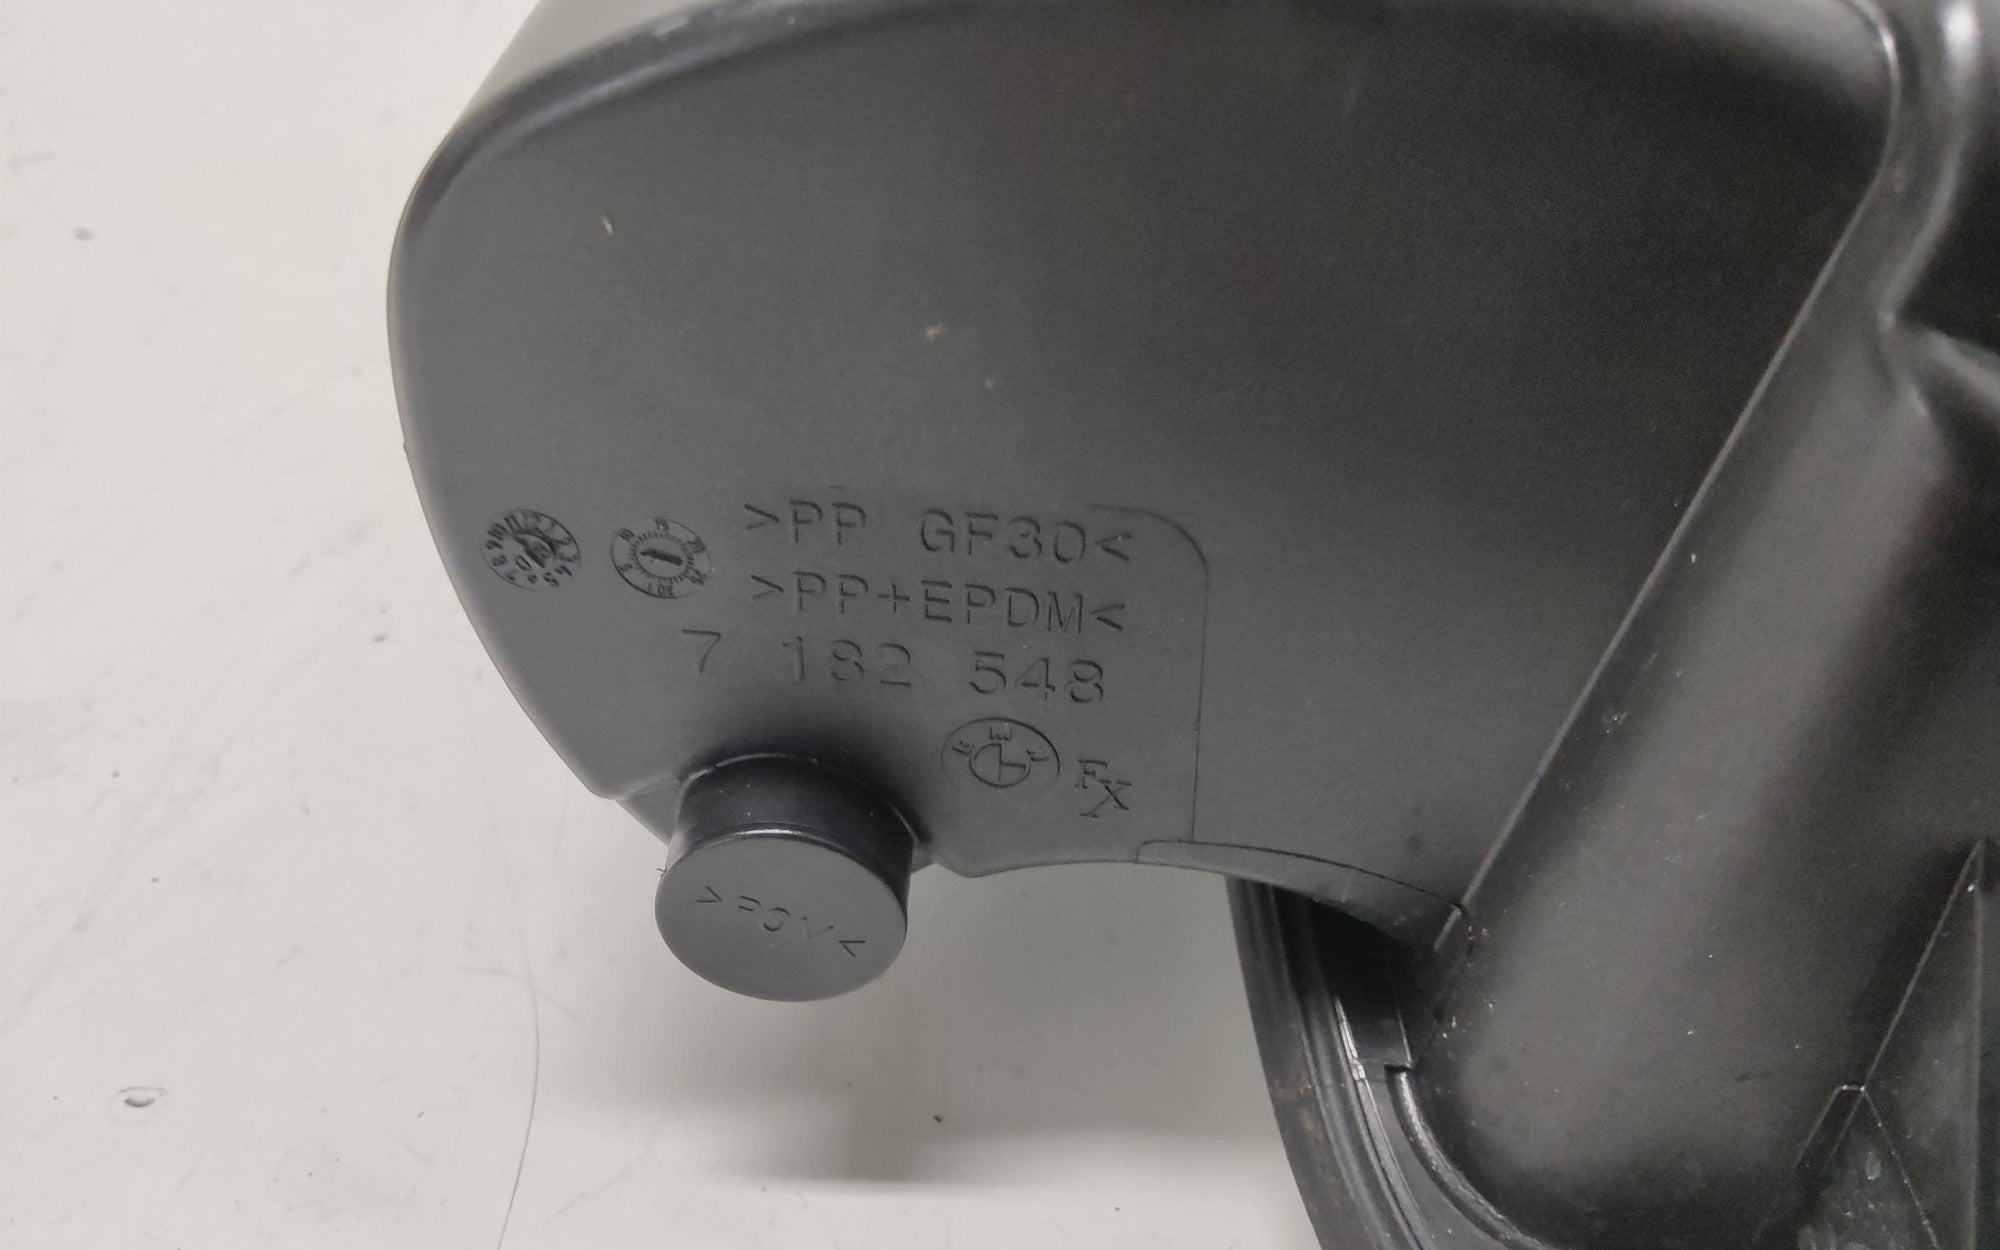 >PP GF30<
>PP+EPDM<
7 182 548
FX
>POM<